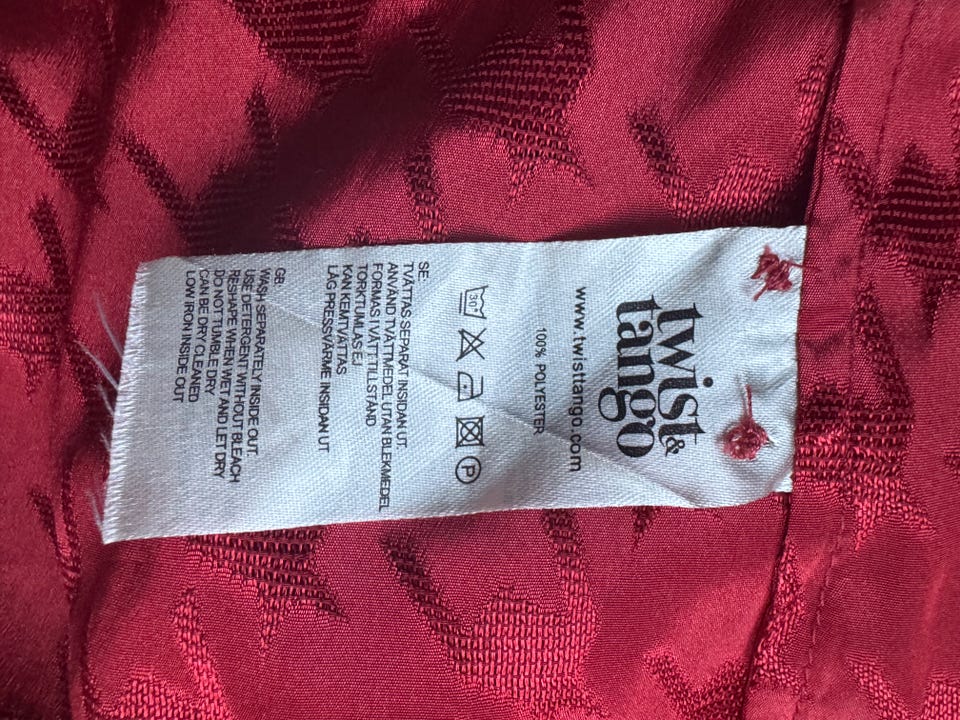 twist &
tango
www.twisttango.com
100% POLYESTER
30
P
SE:
TVÄTTAS SEPARAT INSIDAN UT.
ANVÄND TVÄTTMEDEL UTAN BLEKMEDEL
FORMAS I VÅTT TILLSTÅND
TORKTUMLAS EJ
KAN KEMTVÄTTAS
LÅG PRESSVÄRME INSIDAN UT
GB:
WASH SEPARATELY INSIDE OUT.
USE DETERGENT WITHOUT BLEACH
RESHAPE WHEN WET AND LET DRY
DO NOT TUMBLE DRY
CAN BE DRY CLEANED
LOW IRON INSIDE OUT